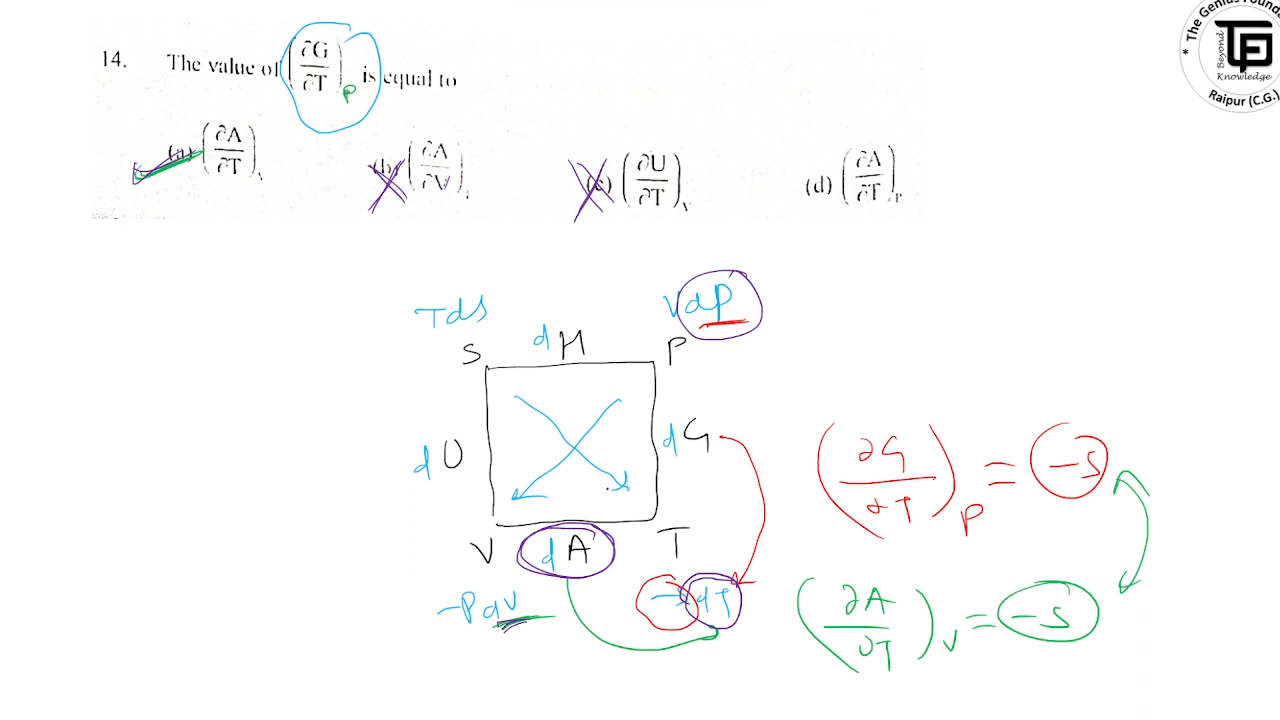 * The Genius Found
Beyond
Knowledge
Raipur (C.G.)
14. The value of (∂G/∂T)P is equal to
(a) (∂A/∂T)V (b) (∂A/∂V) (c) (∂U/∂T)V (d) (∂A/∂T)P
Tds Vdp
S dH P
dU dG
V dA T
-Pdv -SdT
(∂G/∂T)P = -S
(∂A/∂T)V = -S